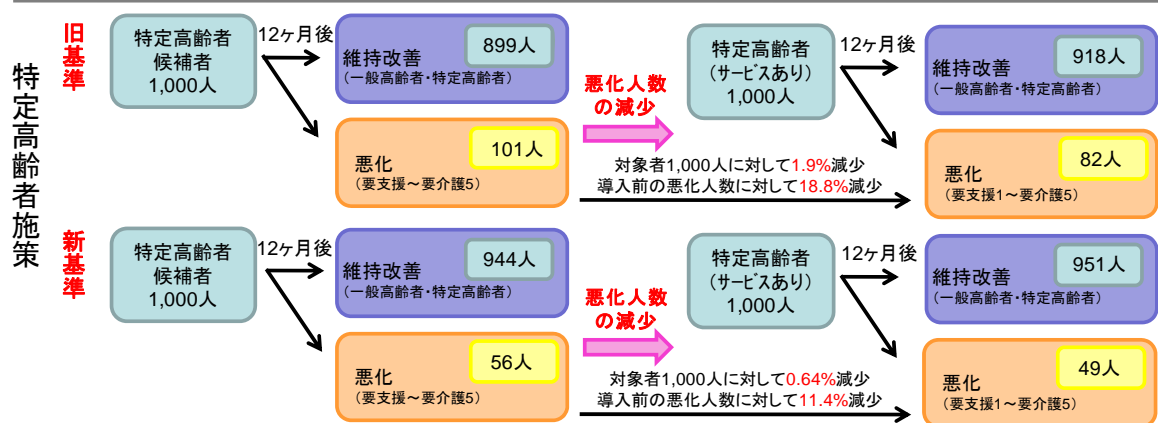 特定高齢者施策
旧基準
特定高齢者
候補者
1,000人
12ヶ月後
維持改善
(一般高齢者・特定高齢者)
899人
悪化
(要支援～要介護5)
101人
悪化人数
の減少
対象者1,000人に対して1.9%減少
導入前の悪化人数に対して18.8%減少
特定高齢者
(サービスあり)
1,000人
12ヶ月後
維持改善
(一般高齢者・特定高齢者)
918人
悪化
(要支援1～要介護5)
82人
新基準
特定高齢者
候補者
1,000人
12ヶ月後
維持改善
(一般高齢者・特定高齢者)
944人
悪化
(要支援～要介護5)
56人
悪化人数
の減少
対象者1,000人に対して0.64%減少
導入前の悪化人数に対して11.4%減少
特定高齢者
(サービスあり)
1,000人
12ヶ月後
維持改善
(一般高齢者・特定高齢者)
951人
悪化
(要支援1～要介護5)
49人